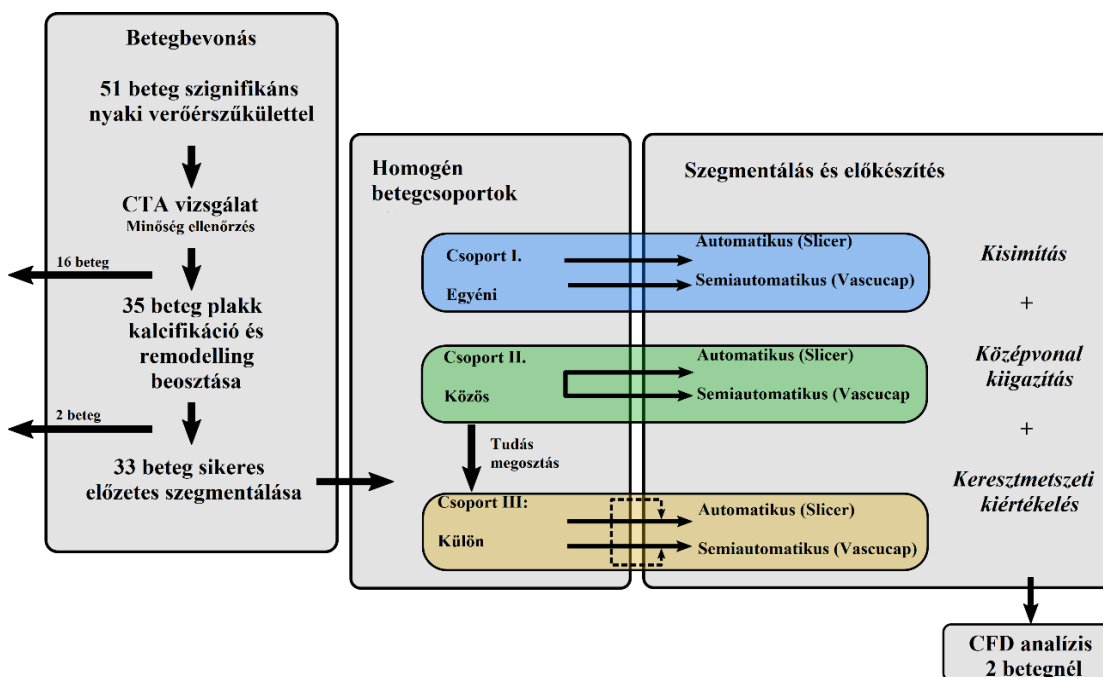 Betegbevonás
51 beteg szignifikáns
nyaki verőérszűkülettel
CTA vizsgálat
Minőség ellenőrzés
16 beteg
35 beteg plakk
kalcifikáció és
remodelling
beosztása
2 beteg
33 beteg sikeres
előzetes szegmentálása
Homogén
betegcsoportok
Csoport I.
Egyéni
Csoport II.
Közös
Tudás
megosztás
Csoport III:
Külön
Szegmentálás és előkészítés
Automatikus (Slicer)
Semiautomatikus (Vascucap)
Automatikus (Slicer)
Semiautomatikus (Vascucap
Automatikus (Slicer)
Semiautomatikus (Vascucap)
Kisimítás
+
Középvonal
kiigazítás
+
Keresztmetszeti
kiértékelés
CFD analízis
2 betegnél